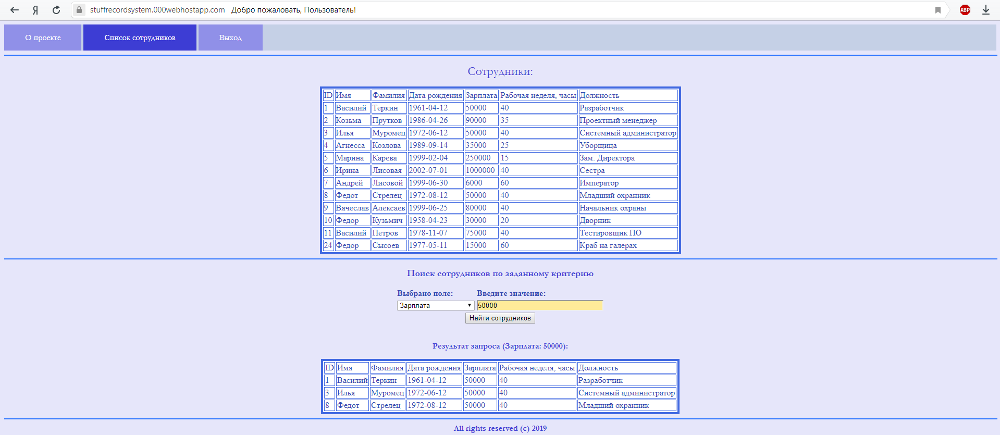 Я stuffrecordsystem.000webhostapp.com Добро пожаловать, Пользователь! ABP
О проекте Список сотрудников Выход
Сотрудники:
ID Имя Фамилия Дата рождения Зарплата Рабочая неделя, часы Должность
1 Василий Теркин 1961-04-12 50000 40 Разработчик
2 Козьма Прутков 1986-04-26 90000 35 Проектный менеджер
3 Илья Муромец 1972-06-12 50000 40 Системный администратор
4 Агнесса Козлова 1989-09-14 35000 25 Уборщица
5 Марина Карева 1999-02-04 250000 15 Зам. Директора
6 Ирина Лисовая 2002-07-01 1000000 40 Сестра
7 Андрей Лисовой 1999-06-30 6000 60 Император
8 Федот Стрелец 1972-08-12 50000 40 Младший охранник
9 Вячеслав Алексаев 1999-06-25 80000 40 Начальник охраны
10 Федор Кузьмич 1958-04-23 30000 20 Дворник
11 Василий Петров 1978-11-07 75000 40 Тестировщик ПО
24 Федор Сысоев 1977-05-11 15000 60 Краб на галерах
Поиск сотрудников по заданному критерию
Выбрано поле: Введите значение:
Зарплата 50000
Найти сотрудников
Результат запроса (Зарплата: 50000):
ID Имя Фамилия Дата рождения Зарплата Рабочая неделя, часы Должность
1 Василий Теркин 1961-04-12 50000 40 Разработчик
3 Илья Муромец 1972-06-12 50000 40 Системный администратор
8 Федот Стрелец 1972-08-12 50000 40 Младший охранник
All rights reserved (c) 2019